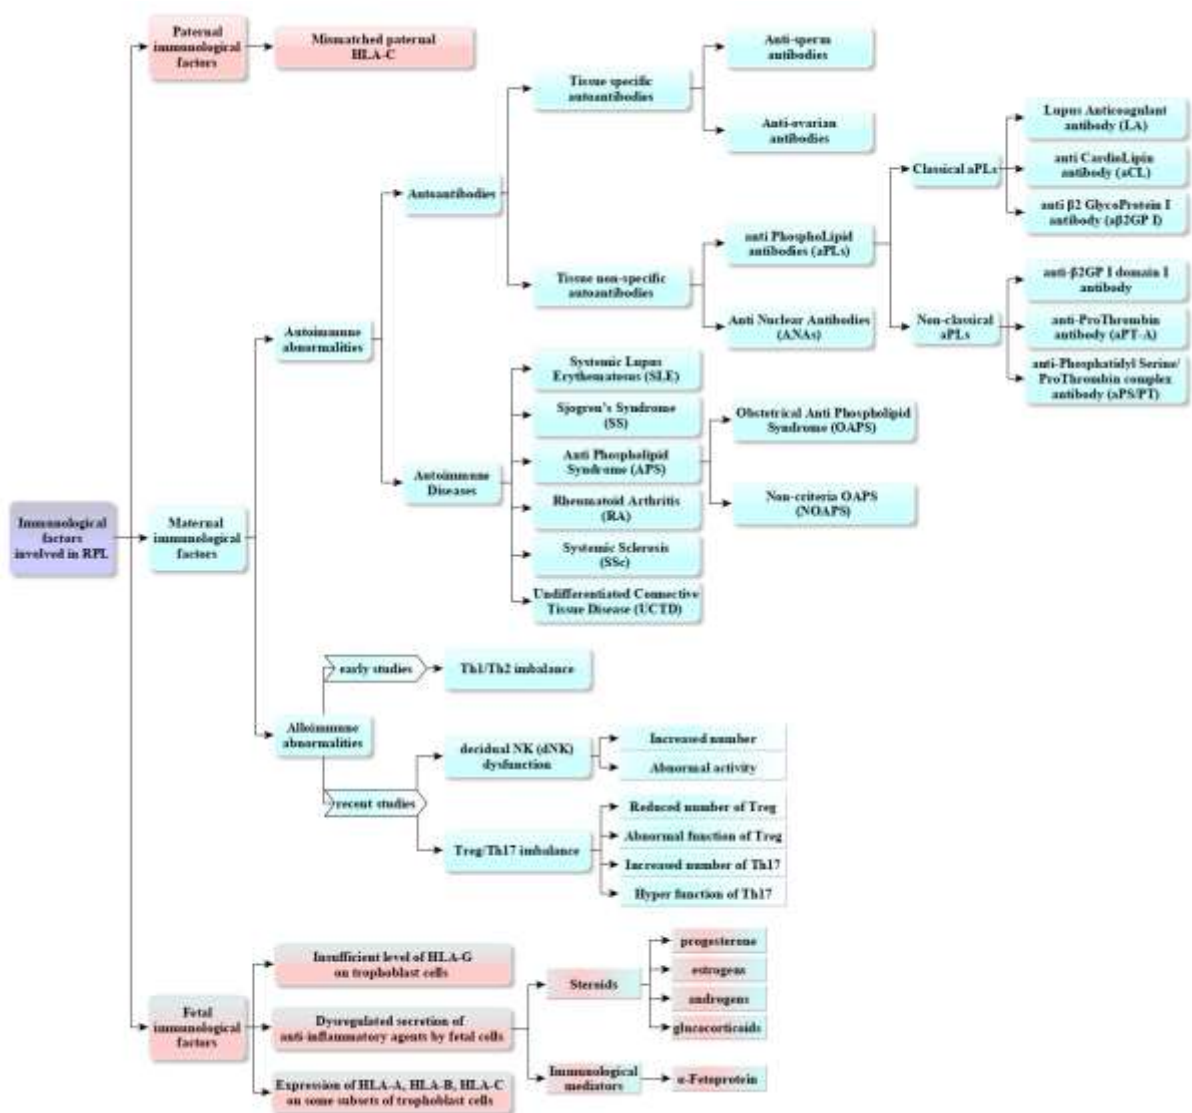 Paternal
immunological
factors
Mismatched paternal
HLA-C
Tissue specific
autoantibodies
Anti-sperm
antibodies
Anti-ovarian
antibodies
Autoantibodies
Classical aPLs
Lupus Anticoagulant
antibody (LA)
anti CardioLipin
antibody (aCL)
anti β2 GlycoProtein I
antibody (aβ2GP I)
Tissue non-specific
autoantibodies
anti PhosphoLipid
antibodies (aPLs)
Anti Nuclear Antibodies
(ANAs)
Non-classical
aPLs
anti-β2GP I domain I
antibody
anti-ProThrombin
antibody (aPT-A)
anti-Phosphatidyl Serine/
ProThrombin complex
antibody (aPS/PT)
Autoimmune
abnormalities
Systemic Lupus
Erythematosus (SLE)
Sjogren's Syndrome
(SS)
Autoimmune
Diseases
Anti Phospholipid
Syndrome (APS)
Obstetrical Anti Phospholipid
Syndrome (OAPS)
Non-criteria OAPS
(NOAPS)
Rheumatoid Arthritis
(RA)
Systemic Sclerosis
(SSc)
Undifferentiated Connective
Tissue Disease (UCTD)
Immunological
factors
involved in RPL
Maternal
immunological
factors
early studies
Th1/Th2 imbalance
Alloimmune
abnormalities
recent studies
decidual NK (dNK)
dysfunction
Increased number
Abnormal activity
Treg/Th17 imbalance
Reduced number of Treg
Abnormal function of Treg
Increased number of Th17
Hyper function of Th17
Fetal
immunological
factors
Insufficient level of HLA-G
on trophoblast cells
Dysregulated secretion of
anti-inflammatory agents by fetal cells
Steroids
progesterone
estrogens
androgens
glucocorticoids
Immunological
mediators
α-Fetoprotein
Expression of HLA-A, HLA-B, HLA-C
on some subsets of trophoblast cells